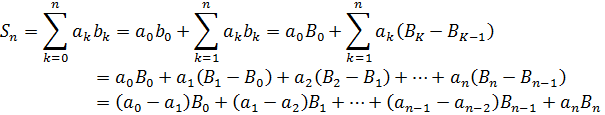 Sₙ = ∑ₖ₌₀ⁿ aₖbₖ = a₀b₀ + ∑ₖ₌₁ⁿ aₖbₖ = a₀B₀ + ∑ₖ₌₁ⁿ aₖ(B_K − B_{K−1})
= a₀B₀ + a₁(B₁ − B₀) + a₂(B₂ − B₁) + ⋯ + aₙ(Bₙ − Bₙ₋₁)
= (a₀ − a₁)B₀ + (a₁ − a₂)B₁ + ⋯ + (aₙ₋₁ − aₙ₋₂)Bₙ₋₁ + aₙBₙ